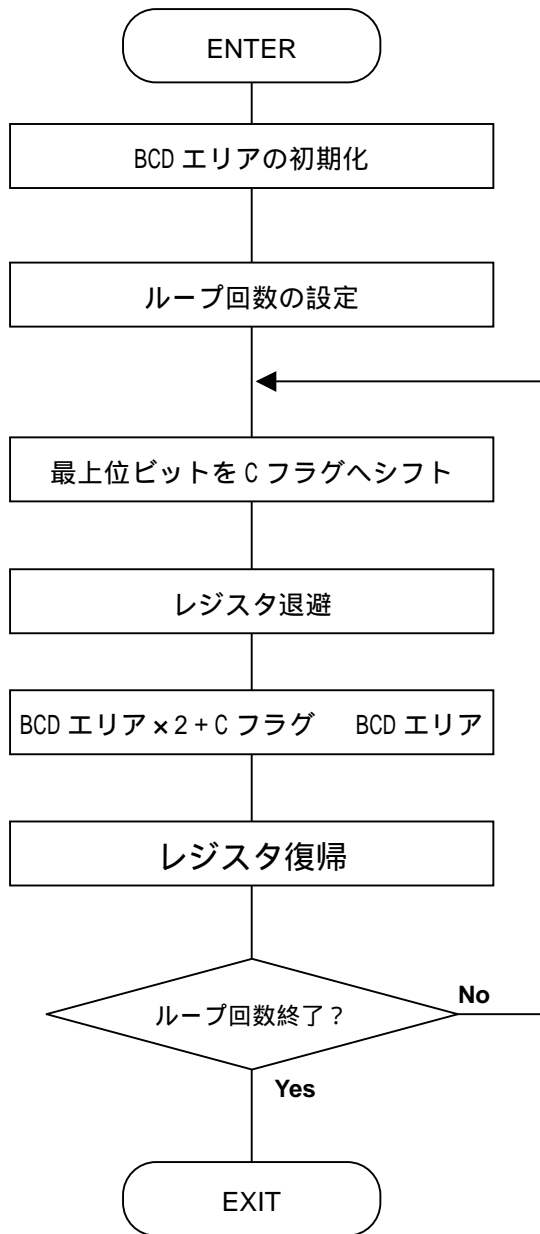 ENTER
BCD エリアの初期化
ループ回数の設定
最上位ビットを C フラグへシフト
レジスタ退避
BCD エリア×2+C フラグ　BCD エリア
レジスタ復帰
ループ回数終了?
No
Yes
EXIT